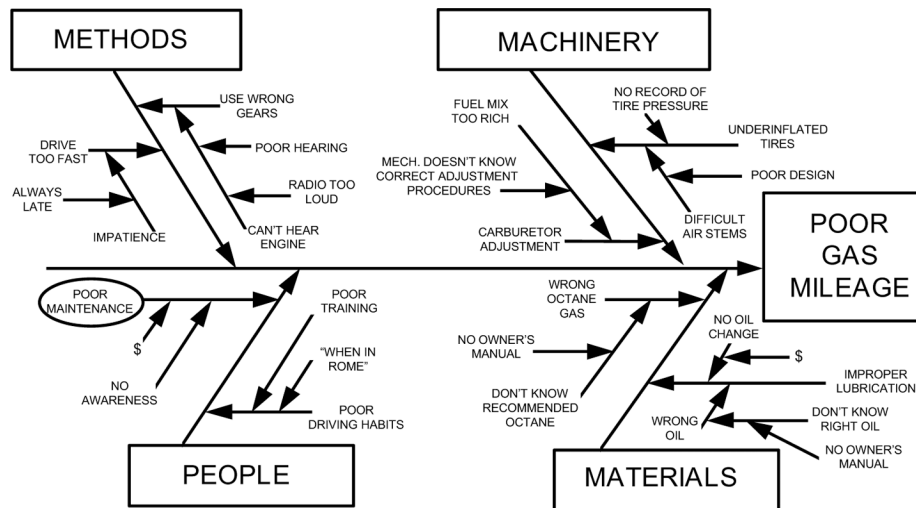 METHODS
MACHINERY
USE WRONG
GEARS
POOR HEARING
DRIVE
TOO FAST
RADIO TOO
LOUD
ALWAYS
LATE
IMPATIENCE
CAN'T HEAR
ENGINE
FUEL MIX
TOO RICH
NO RECORD OF
TIRE PRESSURE
UNDERINFLATED
TIRES
MECH. DOESN'T KNOW
CORRECT ADJUSTMENT
PROCEDURES
POOR DESIGN
CARBURETOR
ADJUSTMENT
DIFFICULT
AIR STEMS
POOR
GAS
MILEAGE
POOR
MAINTENANCE
$
NO
AWARENESS
POOR
TRAINING
"WHEN IN
ROME"
POOR
DRIVING HABITS
WRONG
OCTANE
GAS
NO OWNER'S
MANUAL
DON'T KNOW
RECOMMENDED
OCTANE
NO OIL
CHANGE
$
IMPROPER
LUBRICATION
WRONG
OIL
DON'T KNOW
RIGHT OIL
NO OWNER'S
MANUAL
PEOPLE
MATERIALS